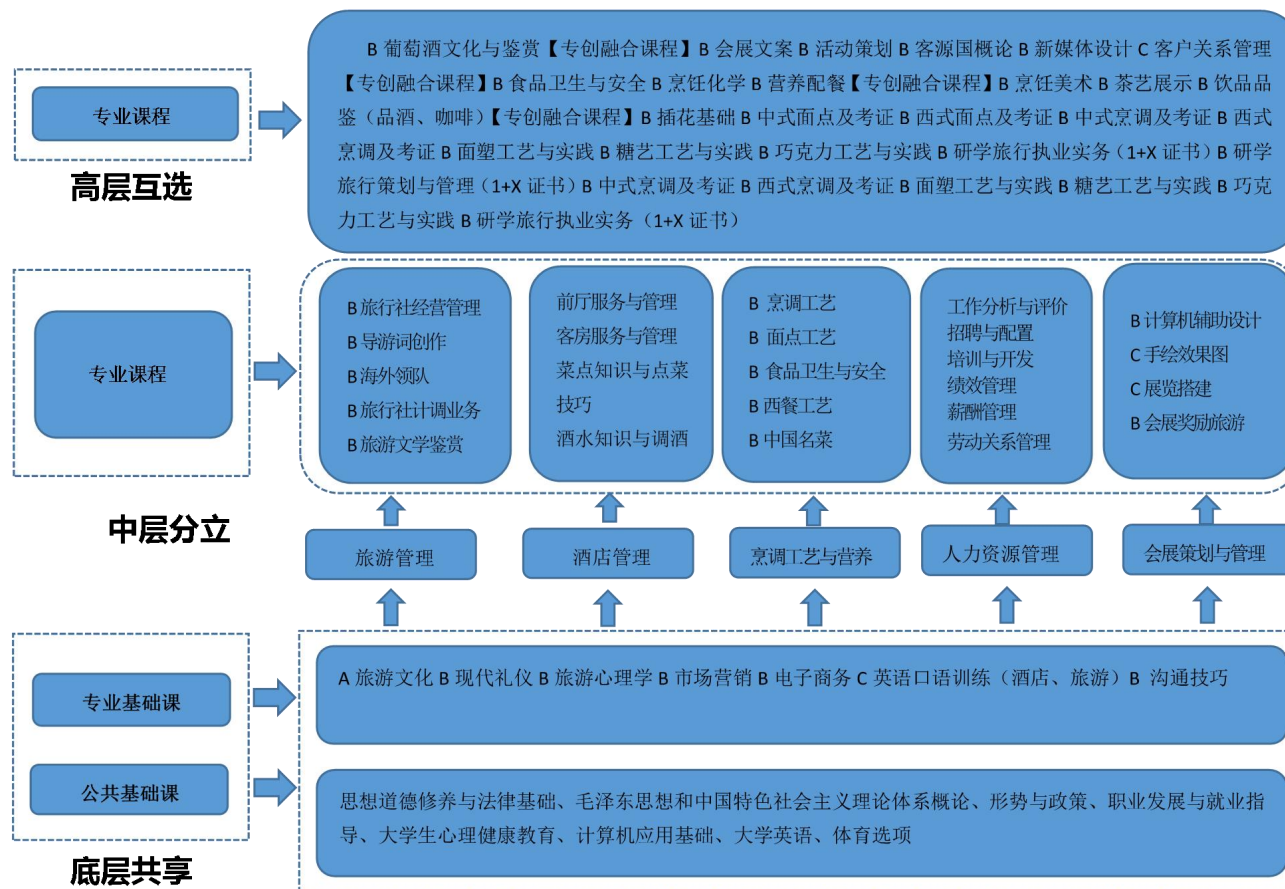 B 葡萄酒文化与鉴赏【专创融合课程】B 会展文案 B 活动策划 B 客源国概论 B 新媒体设计 C 客户关系管理
【专创融合课程】B 食品卫生与安全 B 烹饪化学 B 营养配餐【专创融合课程】B 烹饪美术 B 茶艺展示 B 饮品品
鉴（品酒、咖啡）【专创融合课程】B 插花基础 B 中式面点及考证 B 西式面点及考证 B 中式烹调及考证 B 西式
烹调及考证 B 面塑工艺与实践 B 糖艺工艺与实践 B 巧克力工艺与实践 B 研学旅行执业实务（1+X 证书）B 研学
旅行策划与管理（1+X 证书）B 中式烹调及考证 B 西式烹调及考证 B 面塑工艺与实践 B 糖艺工艺与实践 B 巧克
力工艺与实践 B 研学旅行执业实务（1+X 证书）
专业课程
高层互选
专业课程
中层分立
B 旅行社经营管理
B 导游词创作
B 海外领队
B 旅行社计调业务
B 旅游文学鉴赏
前厅服务与管理
客房服务与管理
菜点知识与点菜
技巧
酒水知识与调酒
B 烹调工艺
B 面点工艺
B 食品卫生与安全
B 西餐工艺
B 中国名菜
工作分析与评价
招聘与配置
培训与开发
绩效管理
薪酬管理
劳动关系管理
B 计算机辅助设计
C 手绘效果图
C 展览搭建
B 会展奖励旅游
旅游管理
酒店管理
烹调工艺与营养
人力资源管理
会展策划与管理
专业基础课
A 旅游文化 B 现代礼仪 B 旅游心理学 B 市场营销 B 电子商务 C 英语口语训练（酒店、旅游）B 沟通技巧
公共基础课
思想道德修养与法律基础、毛泽东思想和中国特色社会主义理论体系概论、形势与政策、职业发展与就业指
导、大学生心理健康教育、计算机应用基础、大学英语、体育选项
底层共享